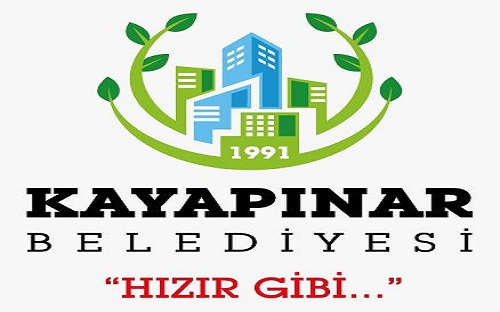 1991
KAYAPINAR
BELEDİYESİ
“HIZIR GİBİ...”